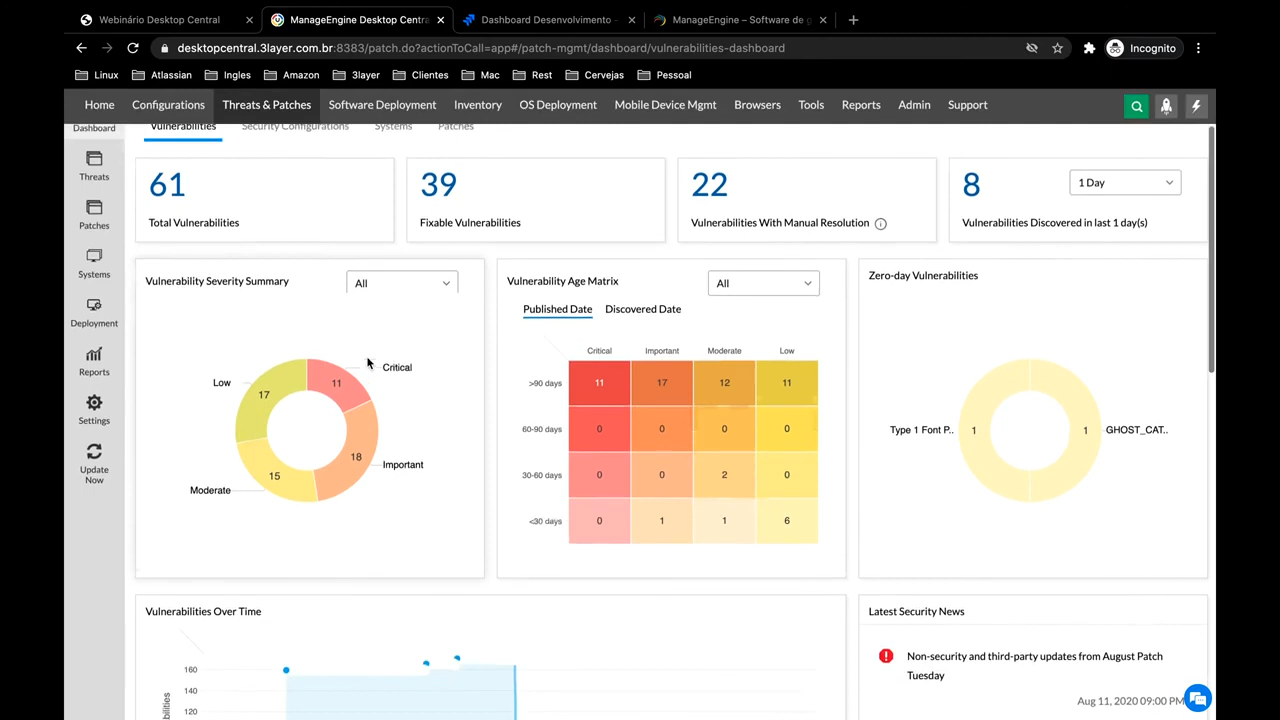 Webinário Desktop Central
ManageEngine Desktop Centr
Dashboard Desenvolvimento -
ManageEngine – Software de g
desktopcentral.3layer.com.br:8383/patch.do?actionToCall=app#/patch-mgmt/dashboard/vulnerabilities-dashboard
Incognito
Linux Atlassian Ingles Amazon 3layer Clientes Mac Rest Cervejas Pessoal
Home Configurations Threats & Patches Software Deployment Inventory OS Deployment Mobile Device Mgmt Browsers Tools Reports Admin Support
Dashboard
Threats
Patches
Systems
Deployment
Reports
Settings
Update
Now
Vulnerabilities Security Configurations Systems Patches
61
Total Vulnerabilities
39
Fixable Vulnerabilities
22
Vulnerabilities With Manual Resolution
8
1 Day
Vulnerabilities Discovered in last 1 day(s)
Vulnerability Severity Summary
All
Critical
11
Low
17
18
Important
15
Moderate
Vulnerability Age Matrix
All
Published Date Discovered Date
Critical Important Moderate Low
>90 days 11 17 12 11
60-90 days 0 0 0 0
30-60 days 0 0 2 0
<30 days 0 1 1 6
Zero-day Vulnerabilities
Type 1 Font P.. 1 1 GHOST_CAT..
Vulnerabilities Over Time
160
140
120
Latest Security News
Non-security and third-party updates from August Patch
Tuesday
Aug 11, 2020 09:00 PM